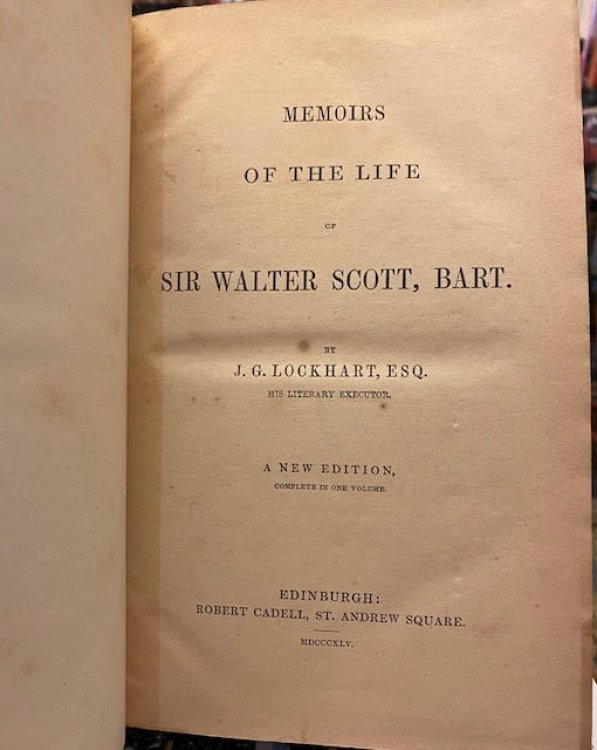 MEMOIRS
OF THE LIFE
OF
SIR WALTER SCOTT, BART.
BY
J. G. LOCKHART, ESQ.
HIS LITERARY EXECUTOR.
A NEW EDITION,
COMPLETE IN ONE VOLUME.
EDINBURGH:
ROBERT CADELL, ST. ANDREW SQUARE.
MDCCCXLV.